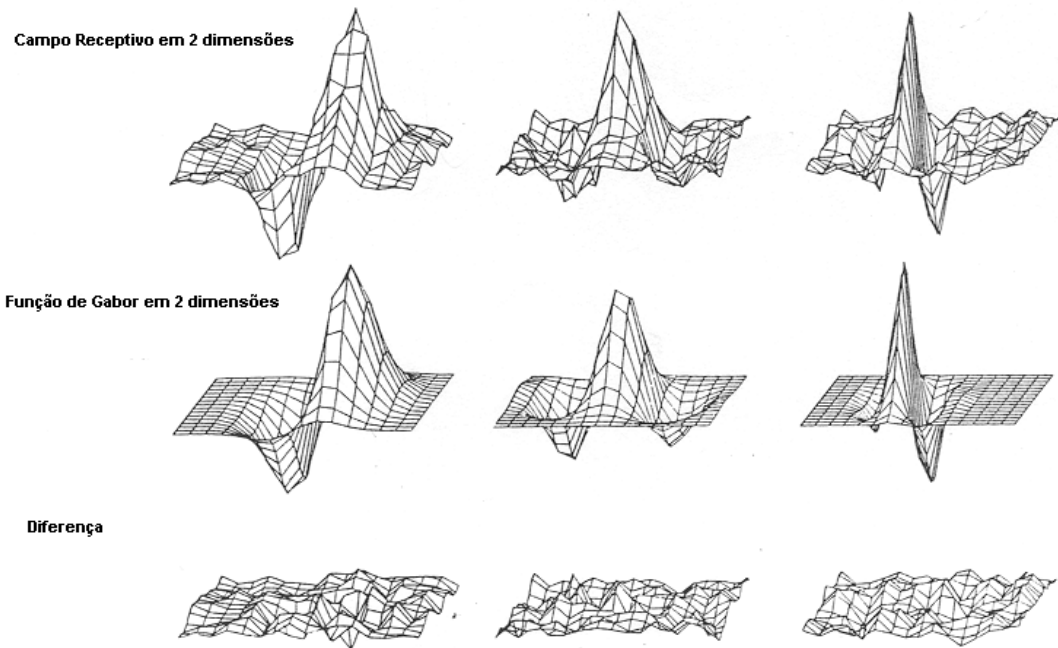 Campo Receptivo em 2 dimensões
Função de Gabor em 2 dimensões
Diferença